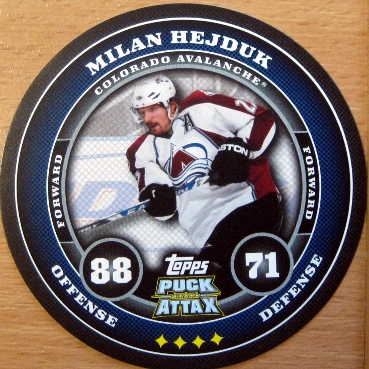 MILAN HEJDUK
COLORADO AVALANCHE®
FORWARD
FORWARD
88
71
OFFENSE
DEFENSE
TOPPS
PUCK
ATTAX